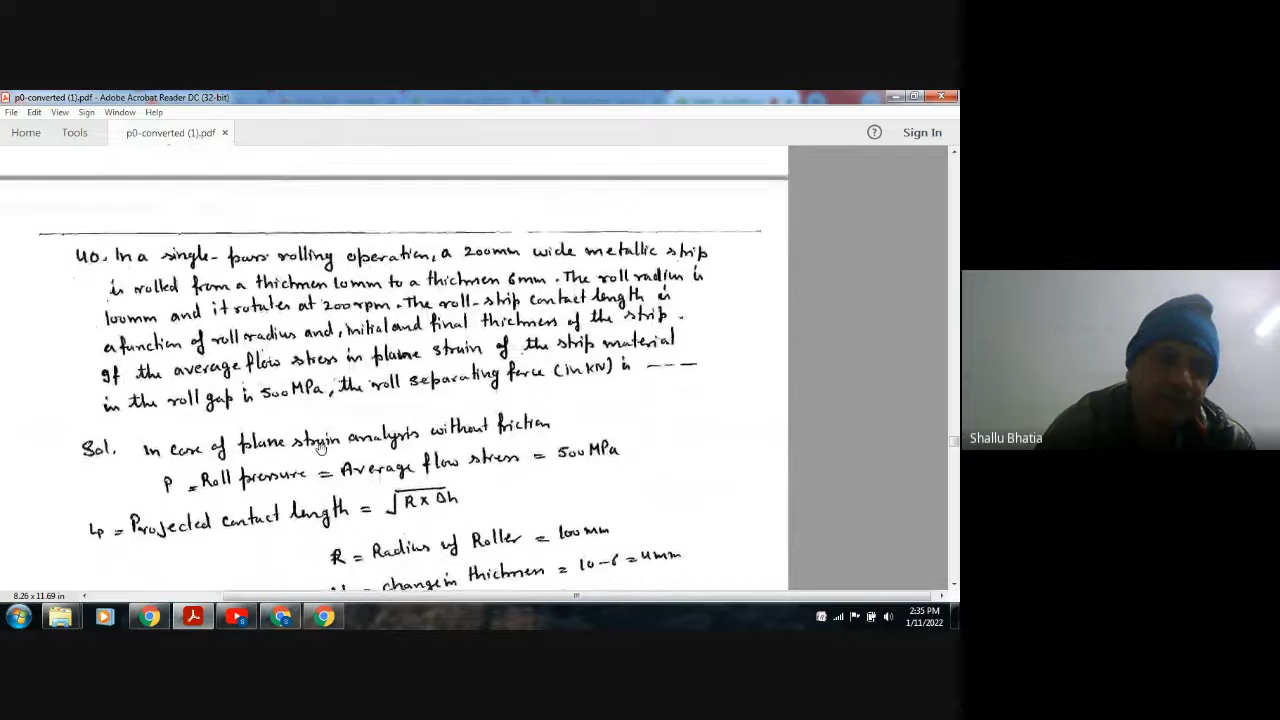 p0-converted (1).pdf - Adobe Acrobat Reader DC (32-bit)
File Edit View Sign Window Help
Home Tools p0-converted (1).pdf × ? Sign In
40. In a single-pass rolling operation, a 200mm wide metallic strip
is rolled from a thickness 10mm to a thickness 6mm. The roll radius is
100mm and it rotates at 200rpm. The roll-strip contact length is
a function of roll radius and, initial and final thickness of the strip.
If the average flow stress in plane strain of the strip material
in the roll gap is 500MPa, the roll separating force (in kN) is ---
Sol. In case of plane strain analysis without friction
P = Roll pressure = Average flow stress = 500MPa
Lp = Projected contact length = √R×Δh
R = Radius of Roller = 100mm
= change in thickness = 10-6 = 4mm
8.26 x 11.69 in
2:35 PM
1/11/2022
Shallu Bhatia